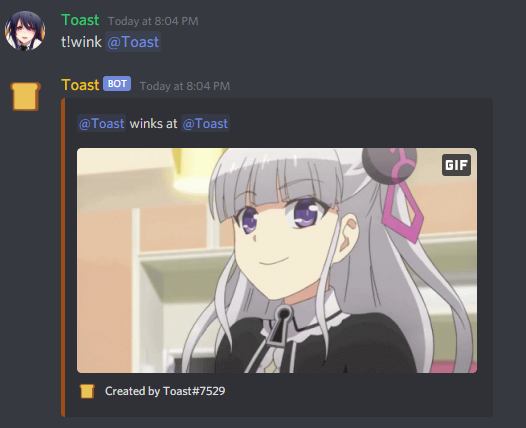 Toast Today at 8:04 PM
t!wink @Toast
Toast BOT Today at 8:04 PM
@Toast winks at @Toast
GIF
Created by Toast#7529